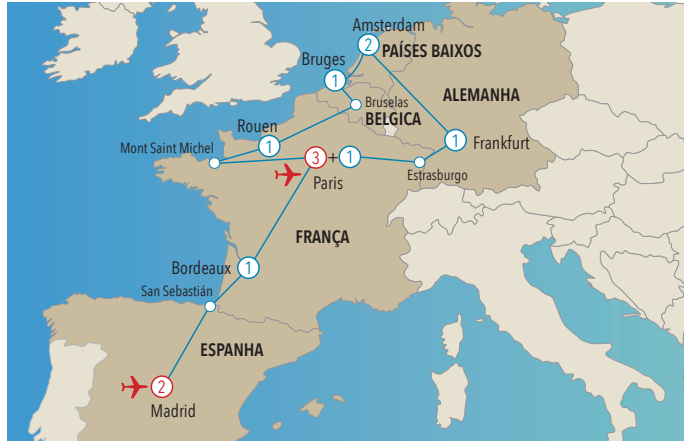 Amsterdam
2
PAÍSES BAIXOS
Bruges
1
ALEMANHA
Bruselas
BELGICA
Rouen
1
1
Frankfurt
Mont Saint Michel
3+1
Paris
Estrasburgo
FRANÇA
Bordeaux
1
San Sebastián
ESPANHA
2
Madrid